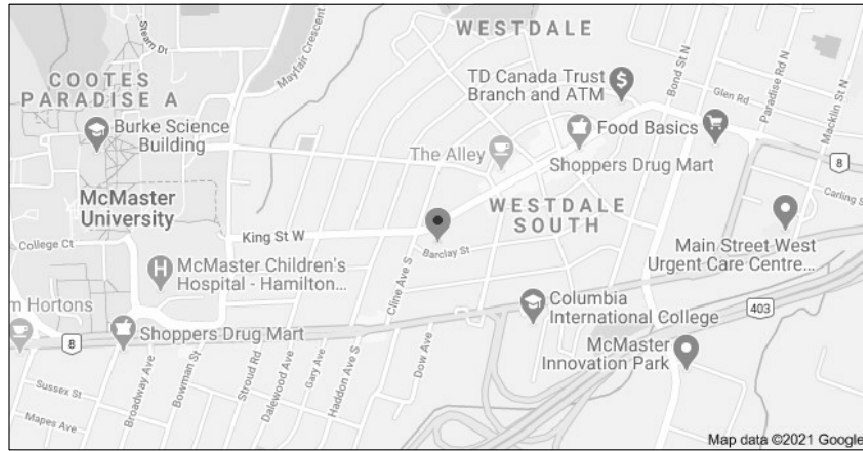 Stearn Dr
Mayfair Crescent
WESTDALE
COOTES
PARADISE A
TD Canada Trust
Branch and ATM
Bond St N
Glen Rd
Paradise Rd N
Macklin St N
Burke Science
Building
The Alley
Food Basics
Shoppers Drug Mart
8
McMaster
University
WESTDALE
SOUTH
Carling S
King St W
College Ct
Barclay St
Main Street West
Urgent Care Centre...
McMaster Children's
Hospital - Hamilton...
Cline Ave S
m Hortons
Columbia
International College
403
Shoppers Drug Mart
8
McMaster
Innovation Park
Sussex St
Mapes Ave
Broadway Ave
Bowman St
Stroud Rd
Dalewood Ave
Gary Ave
Haddon Ave S
Dow Ave
Map data ©2021 Google